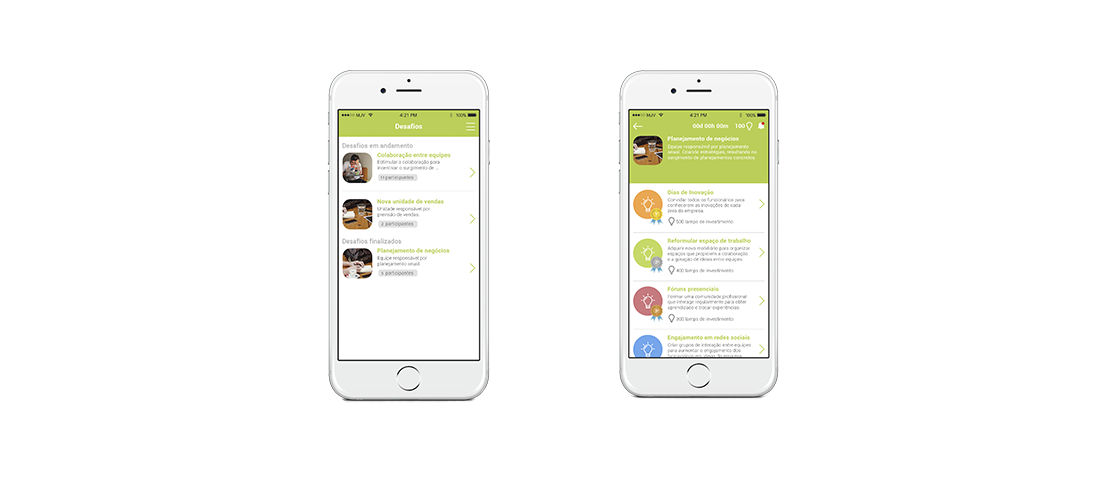 MJV
4:21 PM
100%
Desafios
Desafios em andamento
Colaboração entre equipes
Estimular a colaboração para
incentivar o surgimento de ...
11 participantes
Nova unidade de vendas
Unidade responsável por
previsão de vendas.
2 participantes
Desafios finalizados
Planejamento de negócios
Equipe responsável por
planejamento anual.
5 participantes
MJV
4:21 PM
100%
00d 00h 00m
100
Planejamento de negócios
Equipe responsável por planejamento
anual. Criando estratégias, resultando no
surgimento de planejamentos concretos.
Dias de Inovação
Convidar todos os funcionários para
conhecerem as inovações de cada
área da empresa.
500 lamps de investimento
Reformular espaço de trabalho
Adquirir novo mobiliário para organizar
espaços que propiciem a colaboração
e a geração de ideias entre equipes.
400 lamps de investimento
Fóruns presenciais
Formar uma comunidade profissional
que interage regularmente para obter
aprendizado e trocar experiências.
300 lamps de investimento
Engajamento em redes sociais
Criar grupos de interação entre equipes
para aumentar o engajamento dos